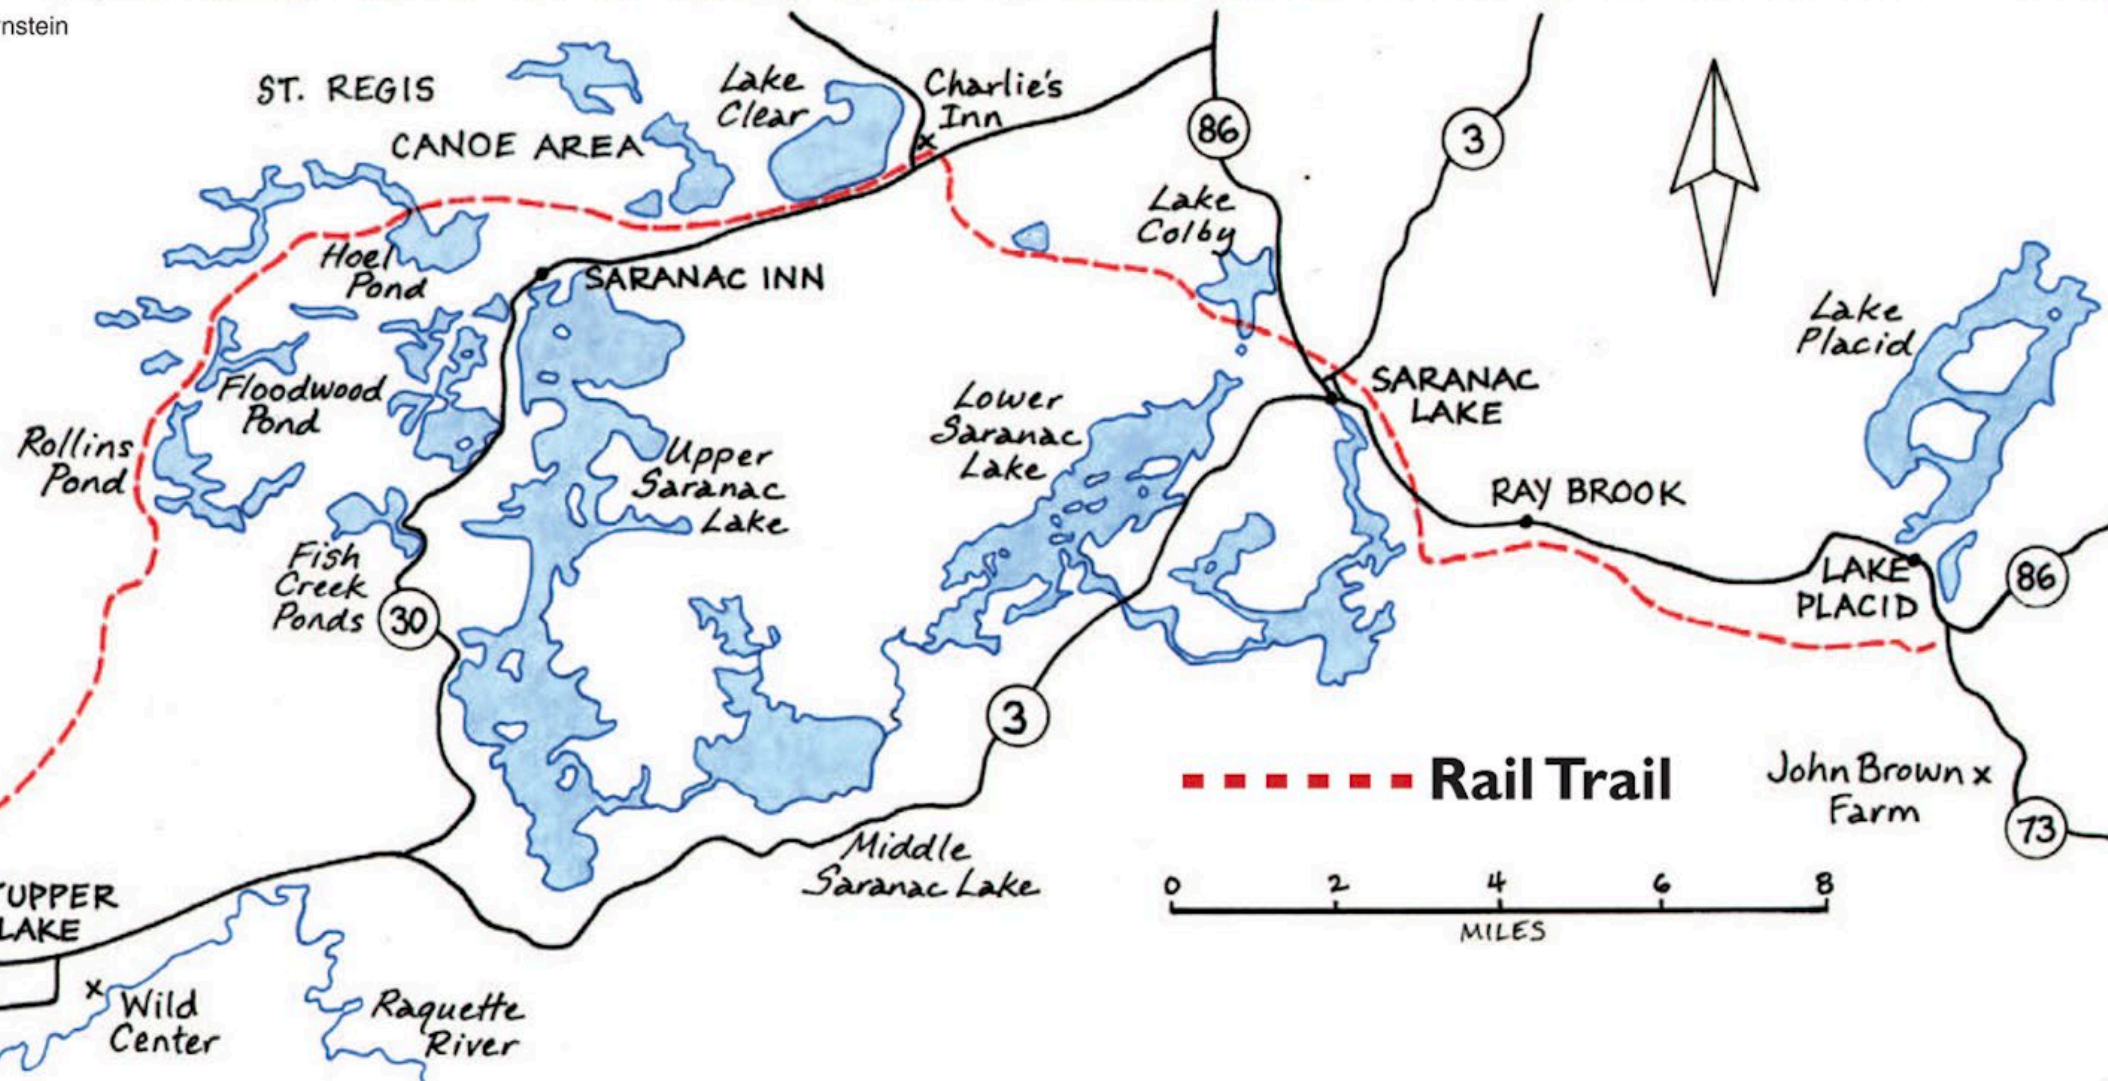 ST. REGIS
CANOE AREA
Lake
Clear
Charlie's
Inn
86
3
Lake
Colby
Hoel
Pond
SARANAC INN
Lake
Placid
Floodwood
Pond
Rollins
Pond
Upper
Saranac
Lake
Lower
Saranac
Lake
SARANAC
LAKE
RAY BROOK
Fish
Creek
Ponds
30
LAKE
PLACID
86
3
Rail Trail
John Brown x
Farm
73
Middle
Saranac Lake
0 2 4 6 8
MILES
UPPER
LAKE
x Wild
Center
Raquette
River